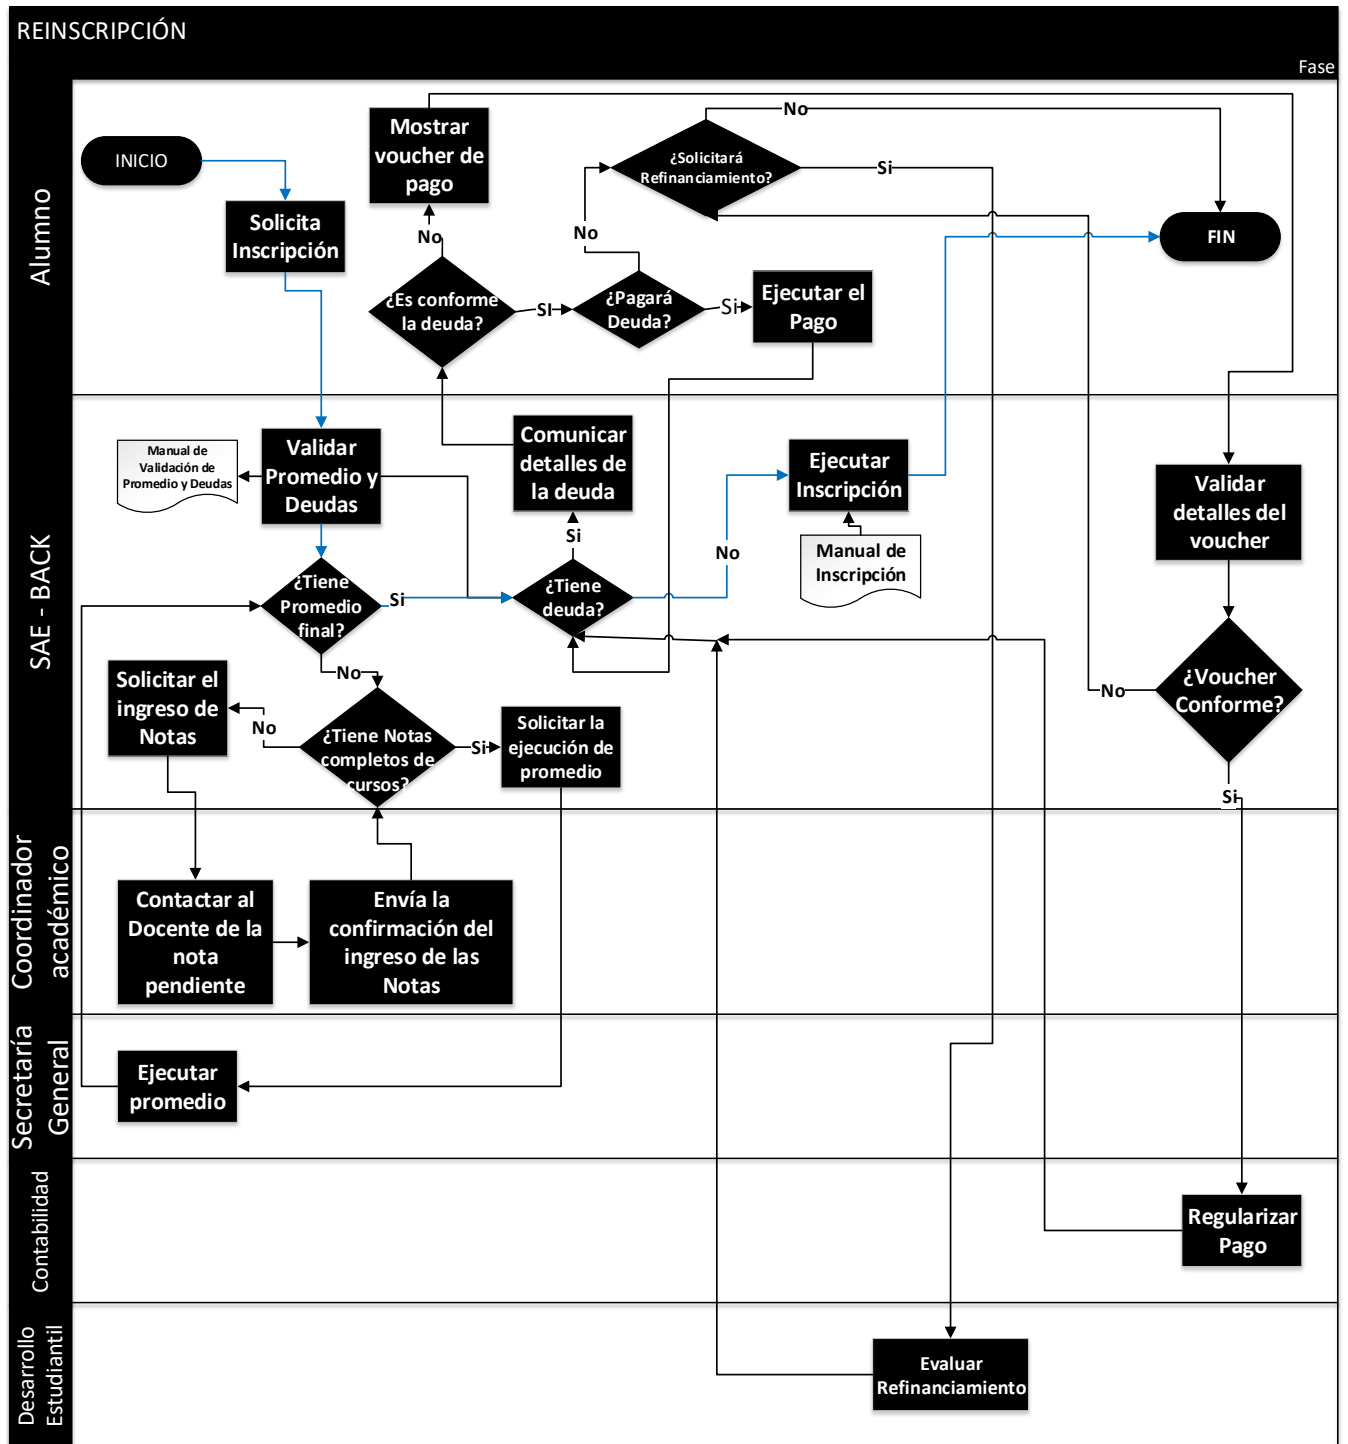 REINSCRIPCIÓN
Fase
Alumno
INICIO
Solicita
Inscripción
Mostrar
voucher de
pago
No
¿Solicitará
Refinanciamiento?
Si
No
No
FIN
¿Es conforme
la deuda?
SI
¿Pagará
Deuda?
Si
Ejecutar el
Pago
SAE - BACK
Manual de
Validación de
Promedio y Deudas
Validar
Promedio y
Deudas
Comunicar
detalles de
la deuda
Si
Ejecutar
Inscripción
No
Manual de
Inscripción
Validar
detalles del
voucher
¿Tiene
Promedio
final?
Si
¿Tiene
deuda?
No
Solicitar el
ingreso de
Notas
No
¿Tiene Notas
completos de
cursos?
Si
Solicitar la
ejecución de
promedio
No
¿Voucher
Conforme?
Si
Coordinador
académico
Contactar al
Docente de la
nota
pendiente
Envía la
confirmación del
ingreso de las
Notas
Secretaría
General
Ejecutar
promedio
Contabilidad
Regularizar
Pago
Desarrollo
Estudiantil
Evaluar
Refinanciamiento